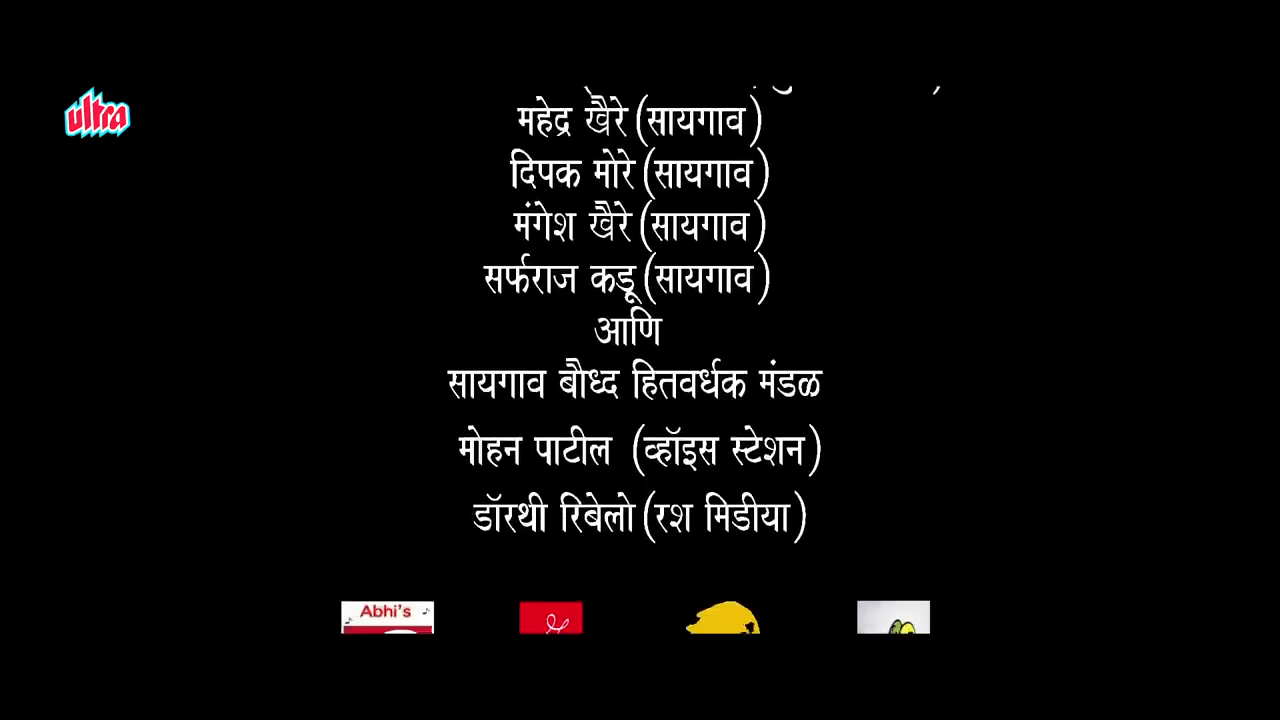 ultra
महेद्र खैरे (सायगाव)
दिपक मोरे (सायगाव)
मंगेश खैरे (सायगाव)
सर्फराज कडू (सायगाव)
आणि
सायगाव बौध्द हितवर्धक मंडळ
मोहन पाटील (व्हॉइस स्टेशन)
डॉरथी रिबेलो (रश मिडीया)
Abhi's